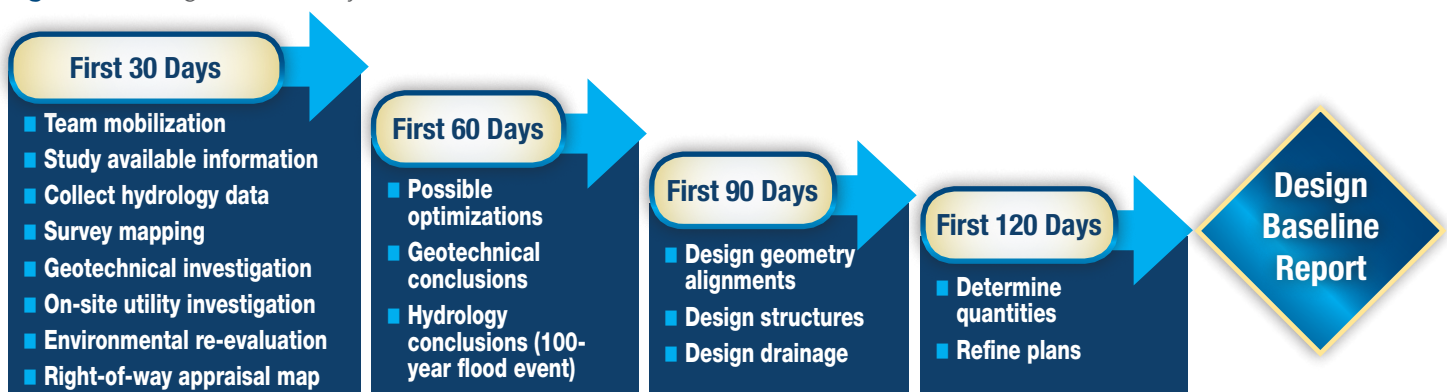 First 30 Days
Team mobilization
Study available information
Collect hydrology data
Survey mapping
Geotechnical investigation
On-site utility investigation
Environmental re-evaluation
Right-of-way appraisal map
First 60 Days
Possible
optimizations
Geotechnical
conclusions
Hydrology
conclusions (100-
year flood event)
First 90 Days
Design geometry
alignments
Design structures
Design drainage
First 120 Days
Determine
quantities
Refine plans
Design
Baseline
Report